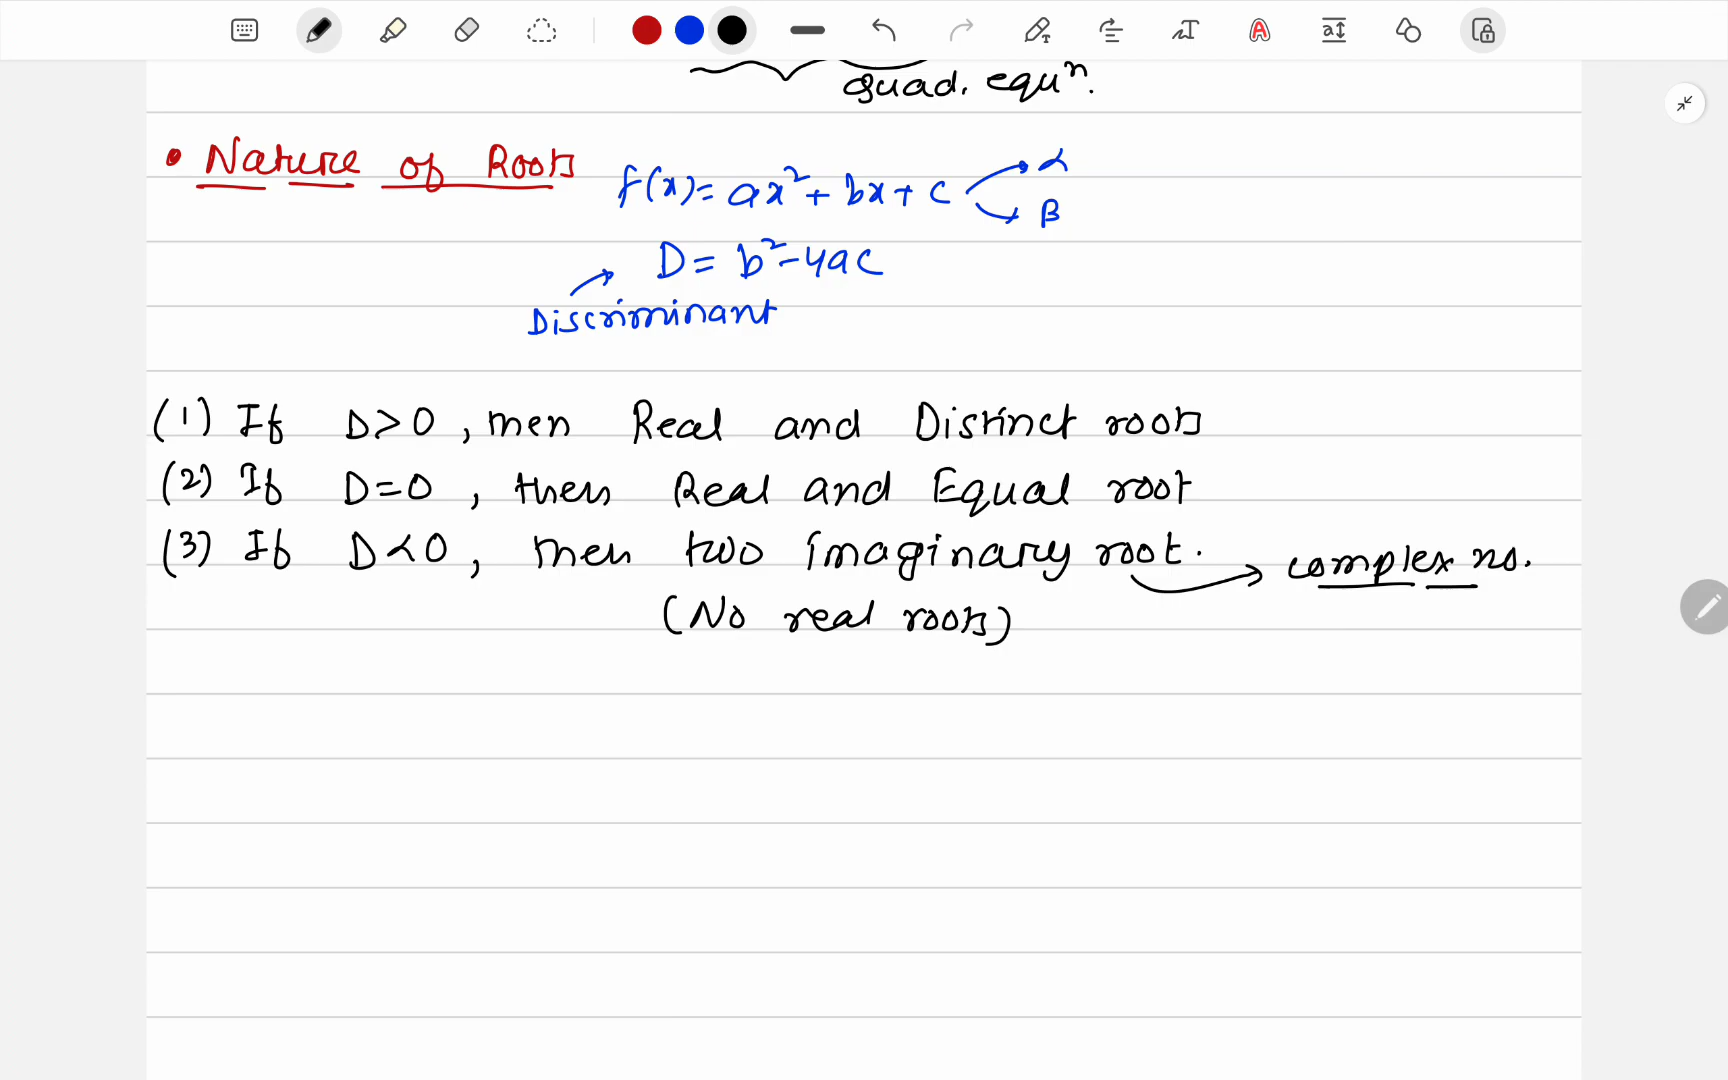 quad. equⁿ.
• Nature of Roots
f(x) = ax² + bx + c → α
→ β
D = b² - 4ac
Discriminant
(1) If D>0, then Real and Distinct roots
(2) If D=0, then Real and Equal root
(3) If D<0, then two imaginary root. → complex no.
(No real roots)